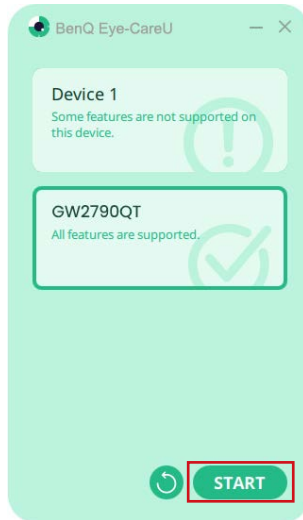 BenQ Eye-CareU
Device 1
Some features are not supported on
this device.
GW2790QT
All features are supported.
START